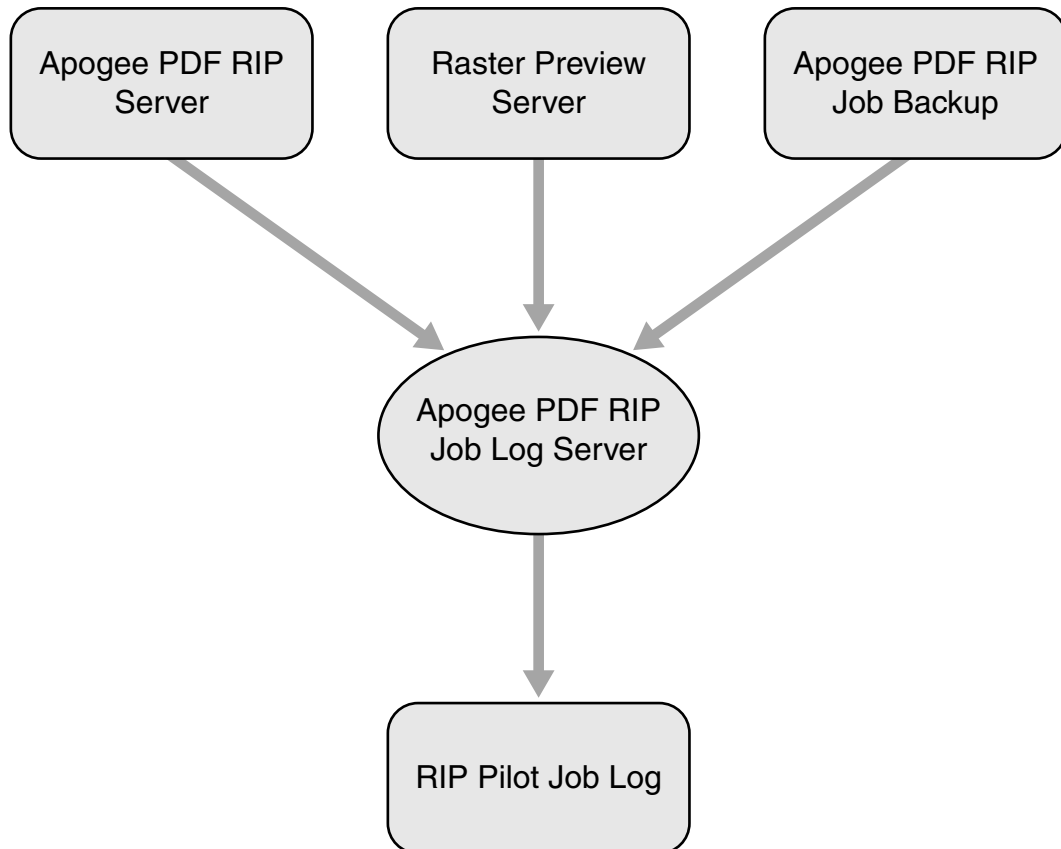 Apogee PDF RIP
Server
Raster Preview
Server
Apogee PDF RIP
Job Backup
Apogee PDF RIP
Job Log Server
RIP Pilot Job Log